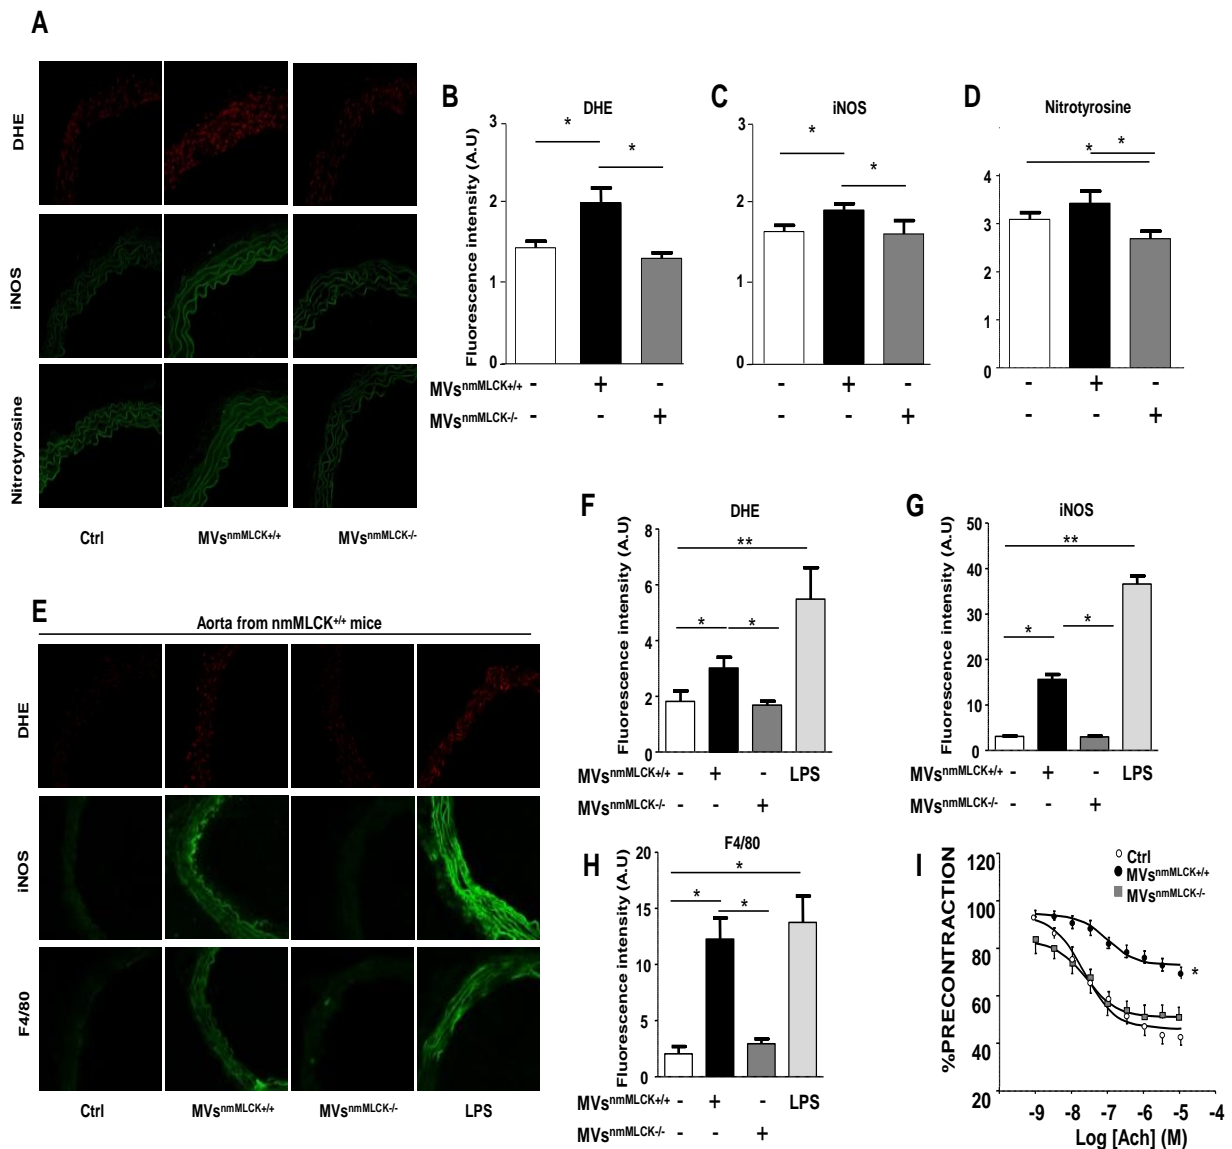 A
DHE
iNOS
Nitrotyrosine
Ctrl MVsnmMLCK+/+ MVsnmMLCK-/-
B
DHE
Fluorescence intensity (A.U)
3
2
1
0
* *
MVsnmMLCK+/+ - + -
MVsnmMLCK-/- - - +
C
iNOS
3
2
1
0
* *
- + -
- - +
D
Nitrotyrosine
4
3
2
1
0
* *
- + -
- - +
E
Aorta from nmMLCK+/+ mice
DHE
iNOS
F4/80
Ctrl MVsnmMLCK+/+ MVsnmMLCK-/- LPS
F
DHE
Fluorescence intensity (A.U)
8
6
4
2
0
**
* *
MVsnmMLCK+/+ - + - LPS
MVsnmMLCK-/- - - +
G
iNOS
Fluorescence intensity (A.U)
50
40
30
20
10
0
**
* *
MVsnmMLCK+/+ - + - LPS
MVsnmMLCK-/- - - +
H
F4/80
Fluorescence intensity (A.U)
20
15
10
5
0
*
* *
MVsnmMLCK+/+ - + - LPS
MVsnmMLCK-/- - - +
I
%PRECONTRACTION
120
100
80
60
40
20
Ctrl
MVsnmMLCK+/+
MVsnmMLCK-/-
*
-9 -8 -7 -6 -5 -4
Log [Ach] (M)